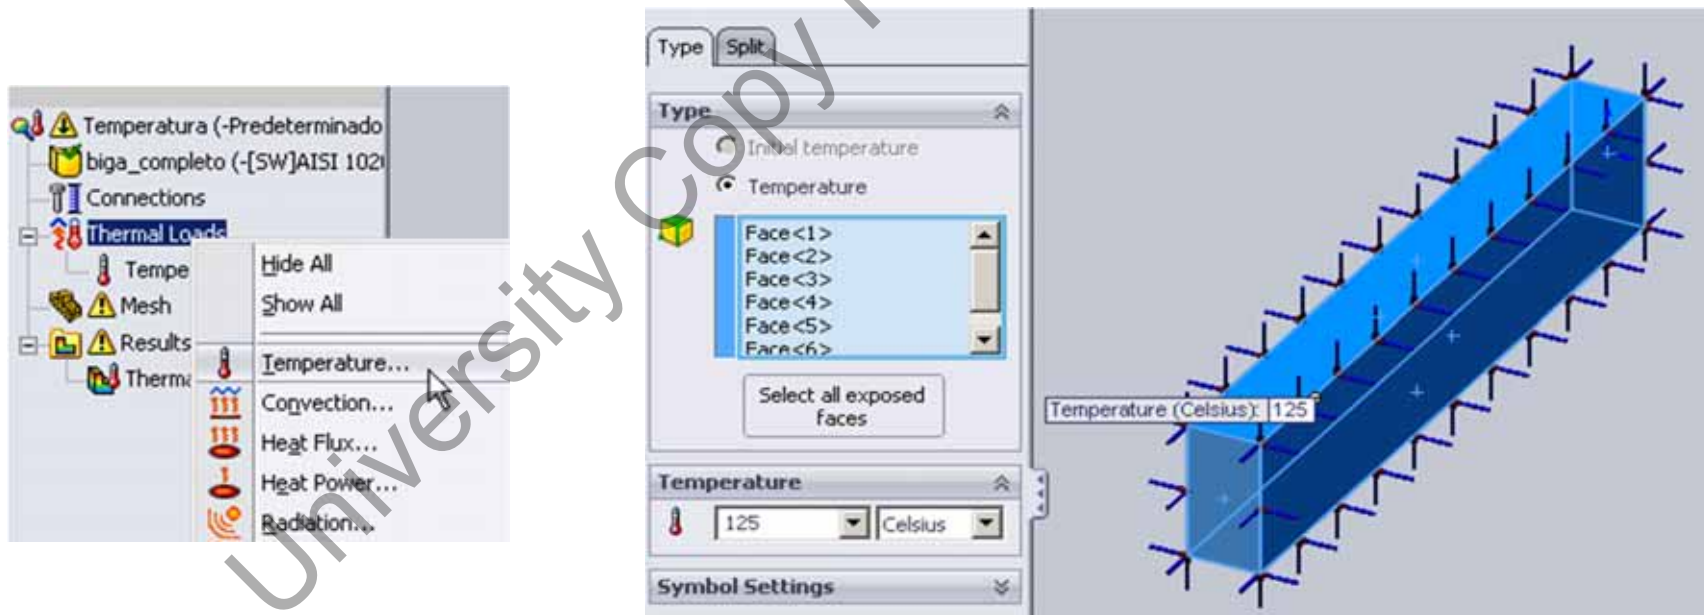 Temperatura (-Predeterminado
biga_completo (-[SW]AISI 102
Connections
Thermal Loads
Tempe
Mesh
Results
Therma
Hide All
Show All
Temperature...
Convection...
Heat Flux...
Heat Power...
Radiation...
Type Split
Type
Initial temperature
Temperature
Face<1>
Face<2>
Face<3>
Face<4>
Face<5>
Face<6>
Select all exposed
faces
Temperature
125 Celsius
Symbol Settings
Temperature (Celsius): 125
University Copy